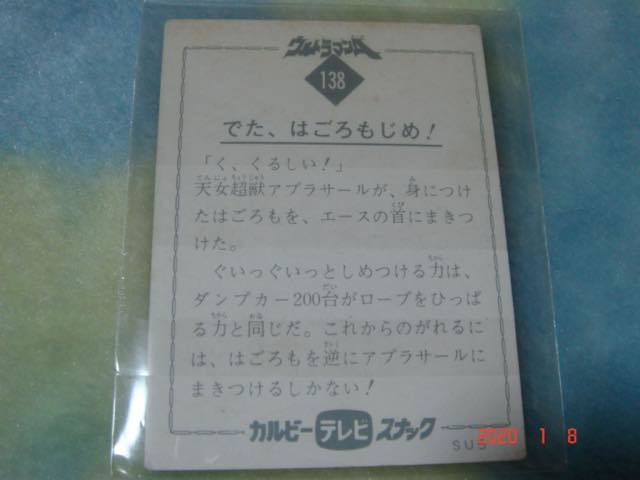 ウルトラマンA
138
でた、はごろもじめ!
「く、くるしい!」
天女超獣アプラサールが、身につけ
たはごろもを、エースの首にまきつ
けた。
ぐいっぐいっとしめつける力は、
ダンプカー200台がロープをひっぱ
る力と同じだ。これからのがれるに
は、はごろもを逆にアプラサールに
まきつけるしかない!
カルビー テレビ スナック
2020 1 8